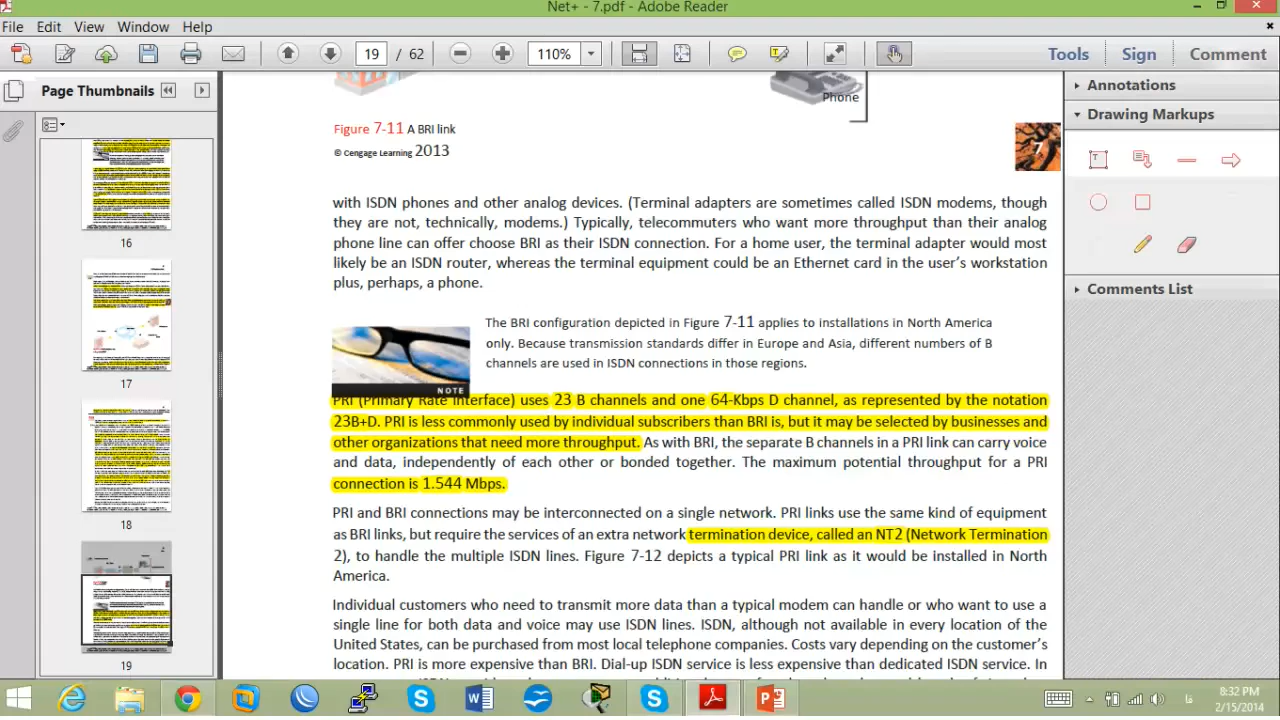 Net+ - 7.pdf - Adobe Reader
File Edit View Window Help
19 / 62 110% Tools Sign Comment
Page Thumbnails
16
17
18
19
Phone
Figure 7-11 A BRI link
© Cengage Learning 2013
7
with ISDN phones and other analog devices. (Terminal adapters are sometimes called ISDN modems, though
they are not, technically, modems.) Typically, telecommuters who want more throughput than their analog
phone line can offer choose BRI as their ISDN connection. For a home user, the terminal adapter would most
likely be an ISDN router, whereas the terminal equipment could be an Ethernet card in the user's workstation
plus, perhaps, a phone.
The BRI configuration depicted in Figure 7-11 applies to installations in North America
only. Because transmission standards differ in Europe and Asia, different numbers of B
channels are used in ISDN connections in those regions.
NOTE
PRI (Primary Rate Interface) uses 23 B channels and one 64-Kbps D channel, as represented by the notation
23B+D. PRI is less commonly used by individual subscribers than BRI is, but it may be selected by businesses and
other organizations that need more throughput. As with BRI, the separate B channels in a PRI link can carry voice
and data, independently of each other or bonded together. The maximum potential throughput for a PRI
connection is 1.544 Mbps.
PRI and BRI connections may be interconnected on a single network. PRI links use the same kind of equipment
as BRI links, but require the services of an extra network termination device, called an NT2 (Network Termination
2), to handle the multiple ISDN lines. Figure 7-12 depicts a typical PRI link as it would be installed in North
America.
Individual customers who need to transmit more data than a typical modem can handle or who want to use a
single line for both data and voice may use ISDN lines. ISDN, although not available in every location of the
United States, can be purchased from most local telephone companies. Costs vary depending on the customer's
location. PRI is more expensive than BRI. Dial-up ISDN service is less expensive than dedicated ISDN service. In
Annotations
Drawing Markups
Comments List
8:32 PM
2/15/2014